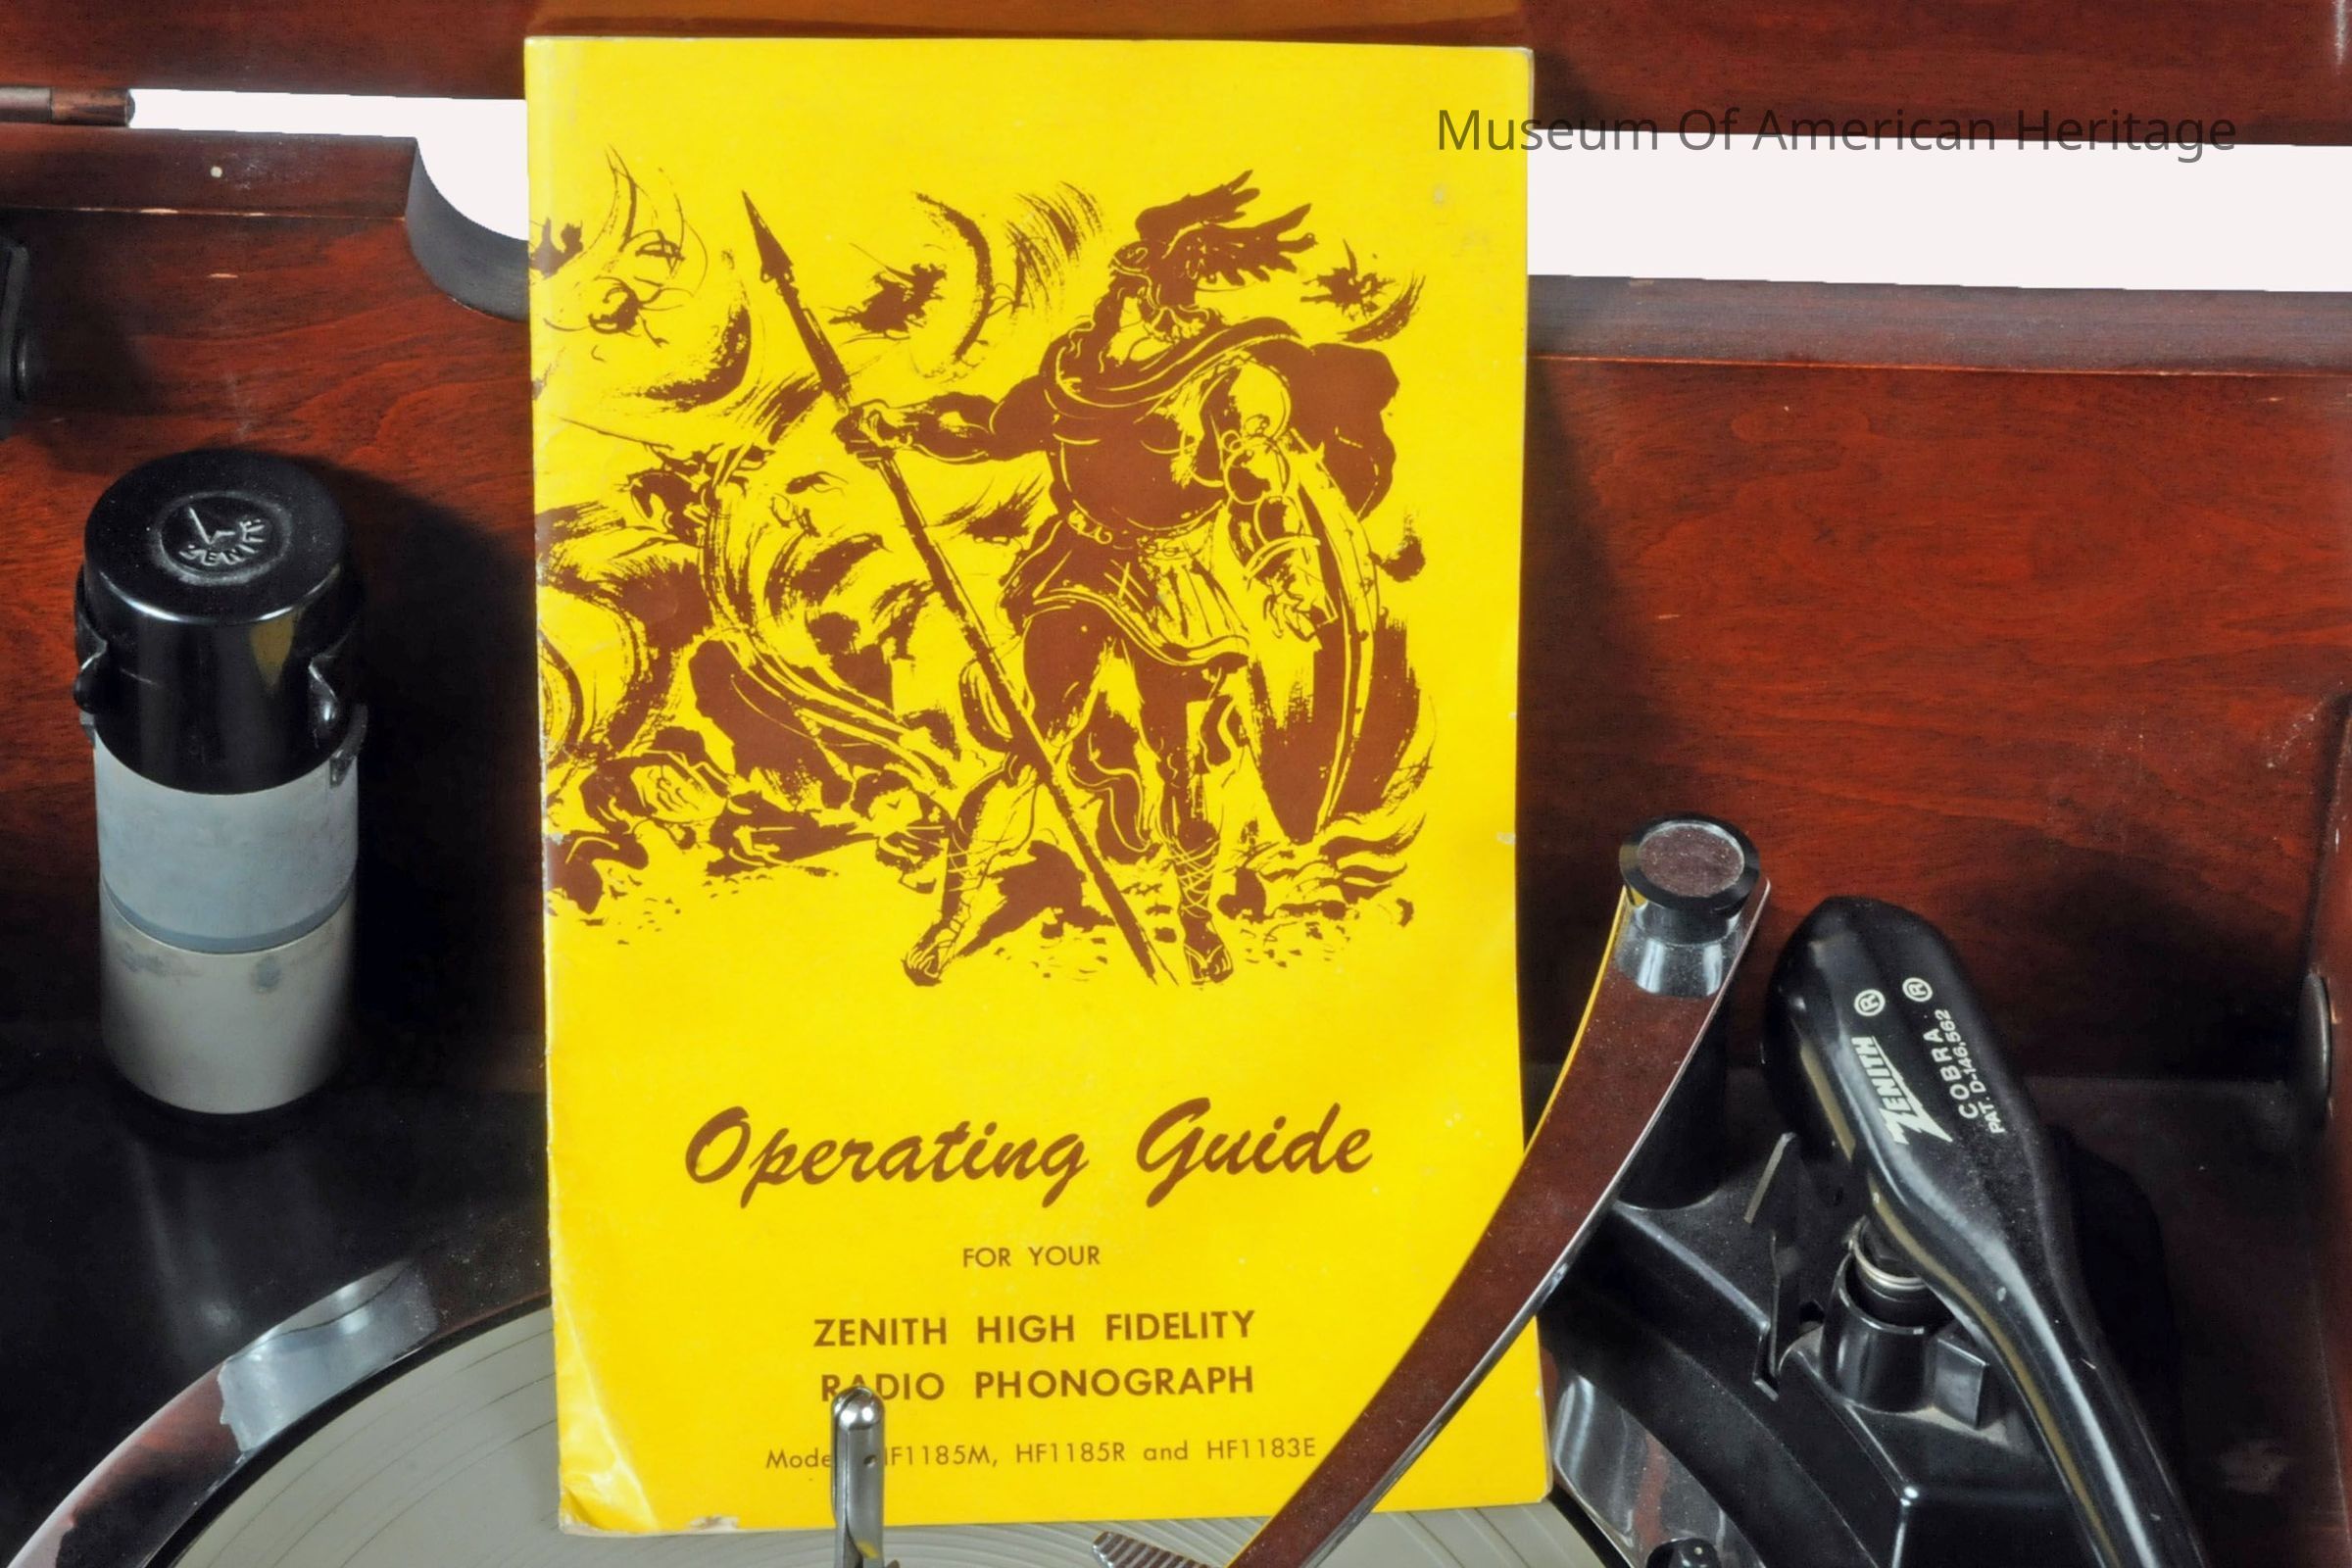 Museum Of American Heritage
ZENITH
Operating Guide
FOR YOUR
ZENITH HIGH FIDELITY
RADIO PHONOGRAPH
HF1185R and HF1183E
ZENITH ®
COBRA ®
PAT. D-146,562